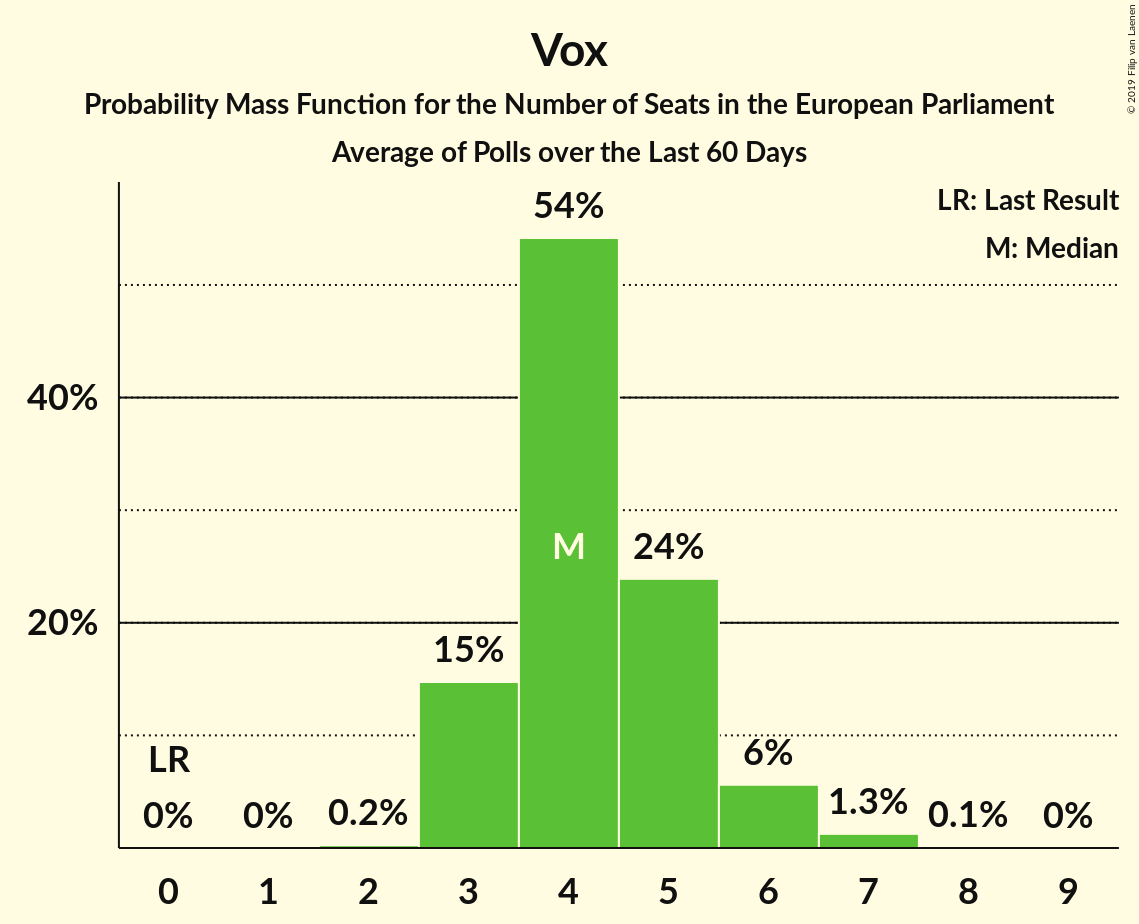 Vox
Probability Mass Function for the Number of Seats in the European Parliament
Average of Polls over the Last 60 Days
© 2019 Filip van Laenen
LR: Last Result
M: Median
54%
40%
M
24%
20%
15%
LR
6%
0%
0%
0.2%
1.3%
0.1%
0%
0 1 2 3 4 5 6 7 8 9